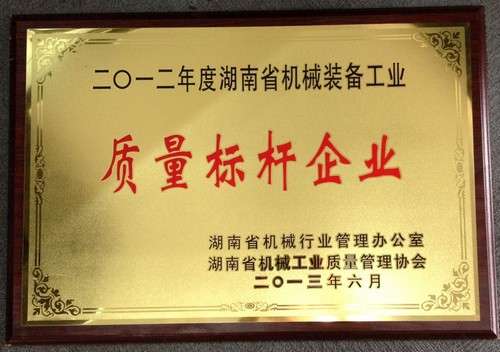 二〇一二年度湖南省机械装备工业
质量标杆企业
湖南省机械行业管理办公室
湖南省机械工业质量管理协会
二〇一三年六月